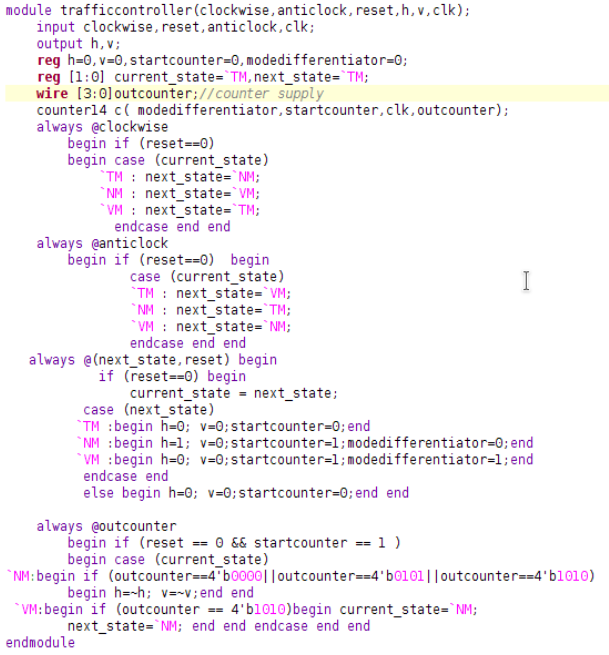 module trafficcontroller(clockwise,anticlock,reset,h,v,clk);
input clockwise,reset,anticlock,clk;
output h,v;
reg h=0,v=0,startcounter=0,modedifferentiator=0;
reg [1:0] current_state=`TM,next_state=`TM;
wire [3:0]outcounter;//counter supply
counter14 c( modedifferentiator,startcounter,clk,outcounter);
always @clockwise
begin if (reset==0)
begin case (current_state)
`TM : next_state=`NM;
`NM : next_state=`VM;
`VM : next_state=`TM;
endcase end end
always @anticlock
begin if (reset==0)  begin
case (current_state)
`TM : next_state=`VM;
`NM : next_state=`TM;
`VM : next_state=`NM;
endcase end end
always @(next_state,reset) begin
if (reset==0) begin
current_state = next_state;
case (next_state)
`TM :begin h=0; v=0;startcounter=0;end
`NM :begin h=1; v=0;startcounter=1;modedifferentiator=0;end
`VM :begin h=0; v=0;startcounter=1;modedifferentiator=1;end
endcase end
else begin h=0; v=0;startcounter=0;end end
always @outcounter
begin if (reset == 0 && startcounter == 1 )
begin case (current_state)
`NM:begin if (outcounter==4'b0000||outcounter==4'b0101||outcounter==4'b1010)
begin h=~h; v=~v;end end
`VM:begin if (outcounter == 4'b1010)begin current_state=`NM;
next_state=`NM; end end endcase end end
endmodule